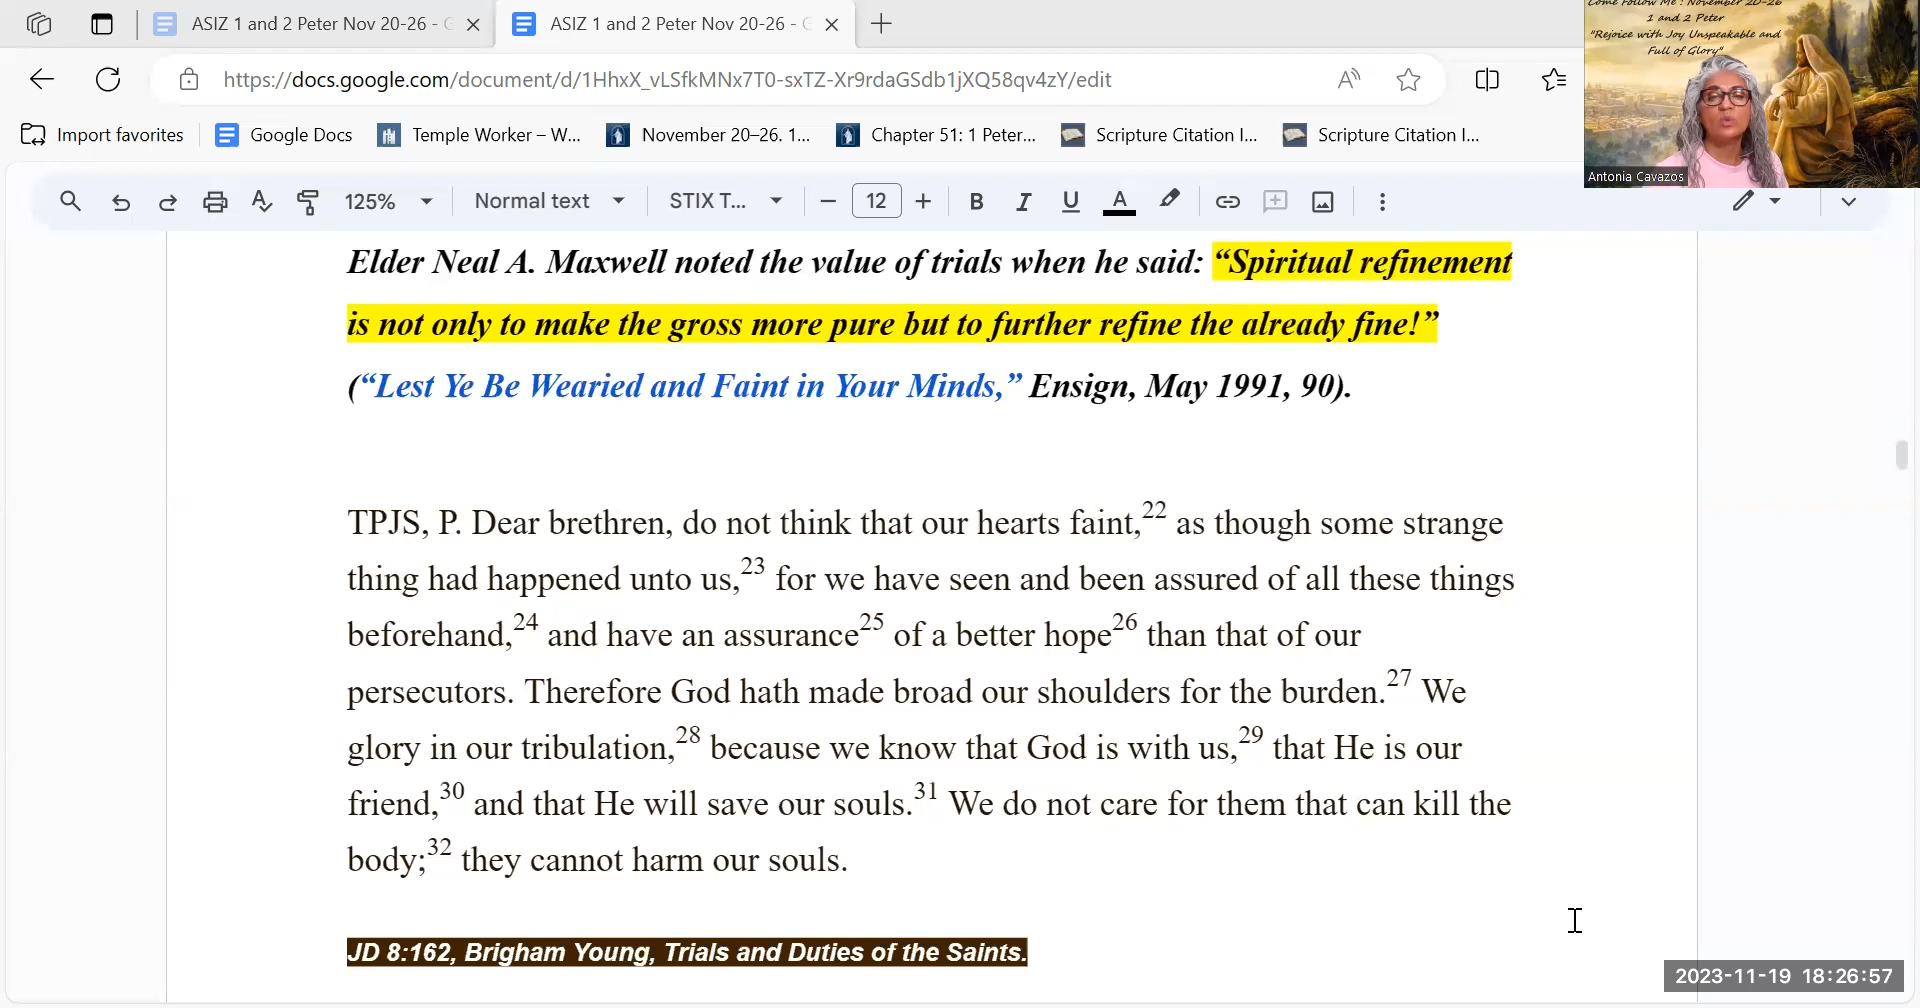 ASIZ 1 and 2 Peter Nov 20-26 - G
ASIZ 1 and 2 Peter Nov 20-26 - G
https://docs.google.com/document/d/1HhxX_vLSfkMNx7T0-sxTZ-Xr9rdaGSdb1jXQ58qv4zY/edit
Import favorites
Google Docs
Temple Worker – W...
November 20–26. 1...
Chapter 51: 1 Peter...
Scripture Citation I...
Scripture Citation I...
Come Follow Me : November 20-26
1 and 2 Peter
"Rejoice with Joy Unspeakable and
Full of Glory"
Antonia Cavazos
125%
Normal text
STIX T...
12
B
I
U
A
Elder Neal A. Maxwell noted the value of trials when he said: “Spiritual refinement
is not only to make the gross more pure but to further refine the already fine!”
(“Lest Ye Be Wearied and Faint in Your Minds,” Ensign, May 1991, 90).
TPJS, P. Dear brethren, do not think that our hearts faint,22 as though some strange
thing had happened unto us,23 for we have seen and been assured of all these things
beforehand,24 and have an assurance25 of a better hope26 than that of our
persecutors. Therefore God hath made broad our shoulders for the burden.27 We
glory in our tribulation,28 because we know that God is with us,29 that He is our
friend,30 and that He will save our souls.31 We do not care for them that can kill the
body;32 they cannot harm our souls.
JD 8:162, Brigham Young, Trials and Duties of the Saints.
2023-11-19 18:26:57